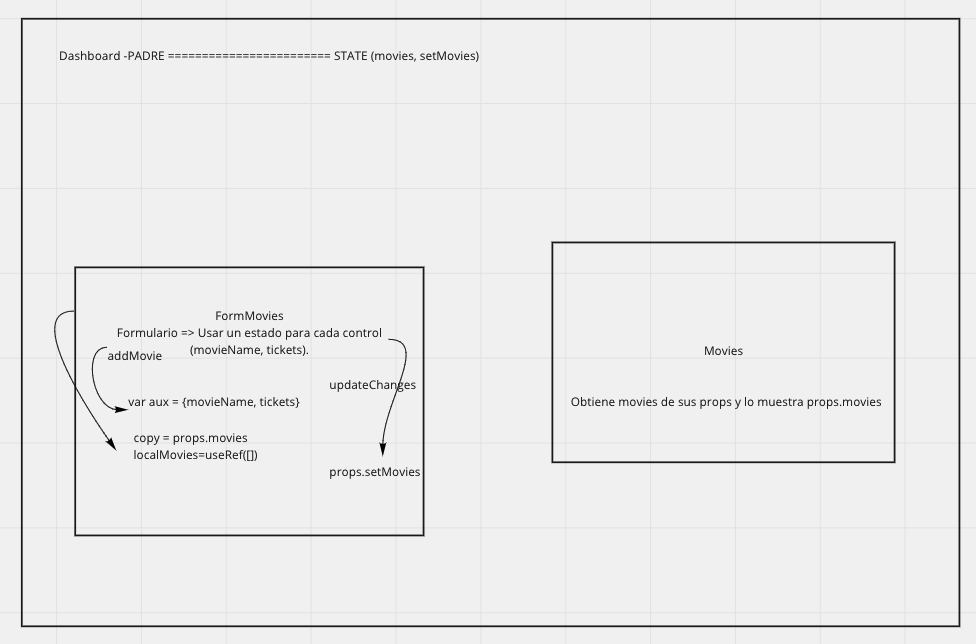 Dashboard -PADRE ======================== STATE (movies, setMovies)
FormMovies
Formulario => Usar un estado para cada control
(movieName, tickets).
addMovie
updateChanges
var aux = {movieName, tickets}
copy = props.movies
localMovies=useRef([])
props.setMovies
Movies
Obtiene movies de sus props y lo muestra props.movies